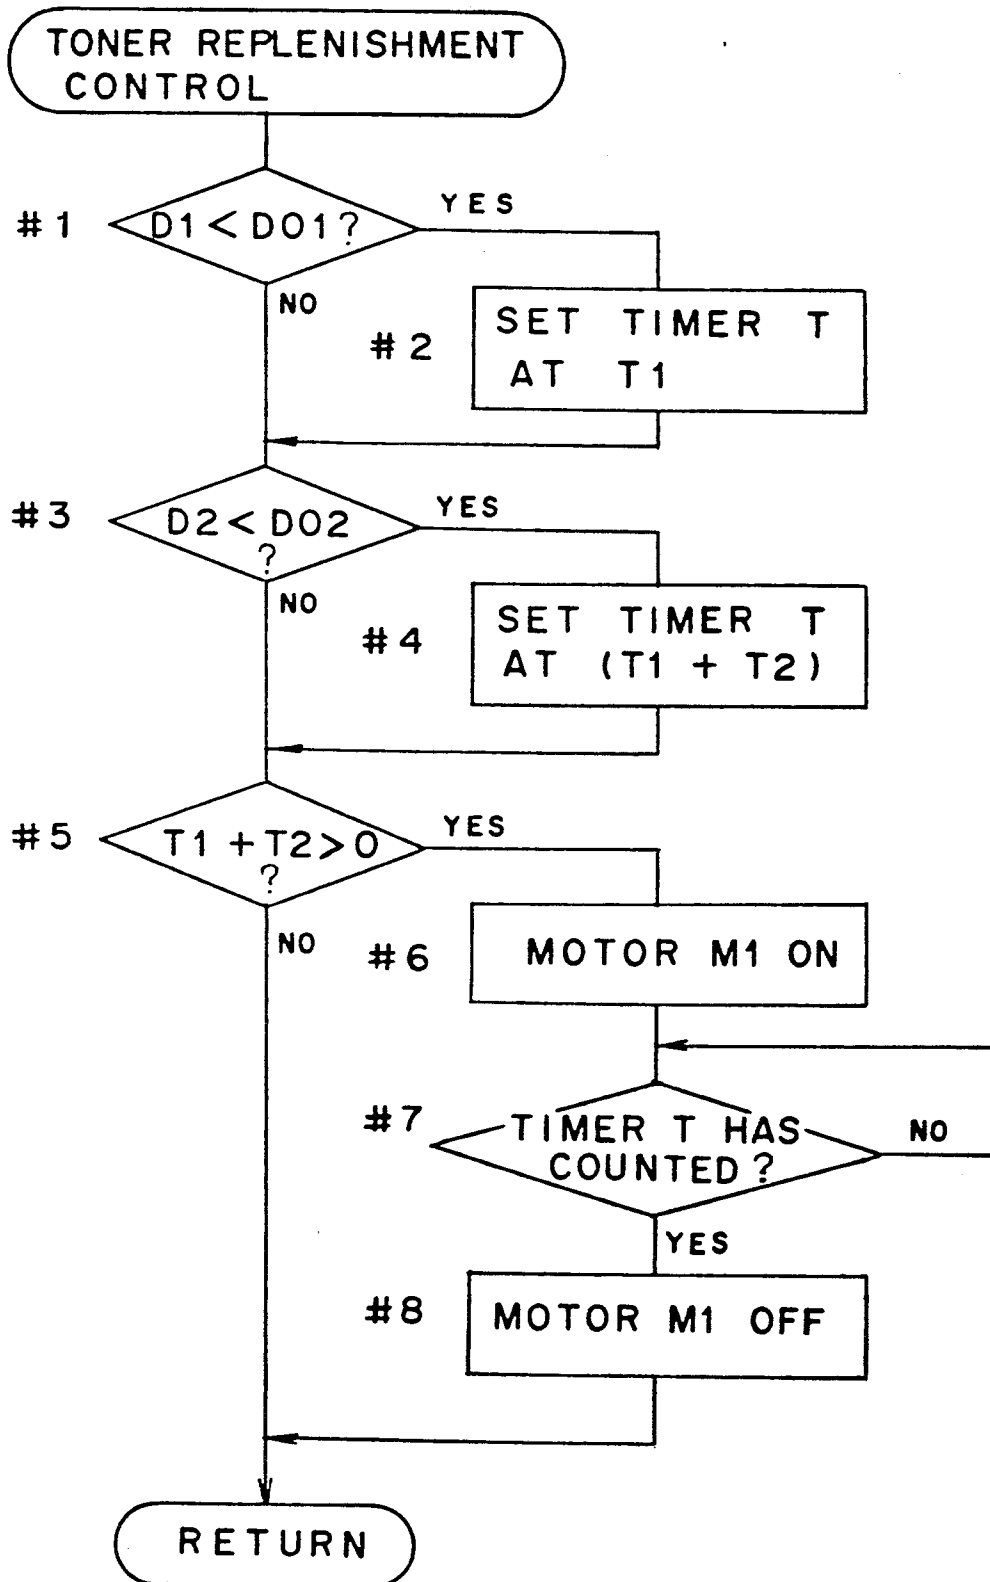 TONER REPLENISHMENT
CONTROL
#1
D1 < D01?
YES
NO
#2
SET TIMER T
AT T1
#3
D2 < D02
?
YES
NO
#4
SET TIMER T
AT (T1 + T2)
#5
T1 + T2 > 0
?
YES
NO
#6
MOTOR M1 ON
#7
TIMER T HAS
COUNTED?
NO
YES
#8
MOTOR M1 OFF
RETURN